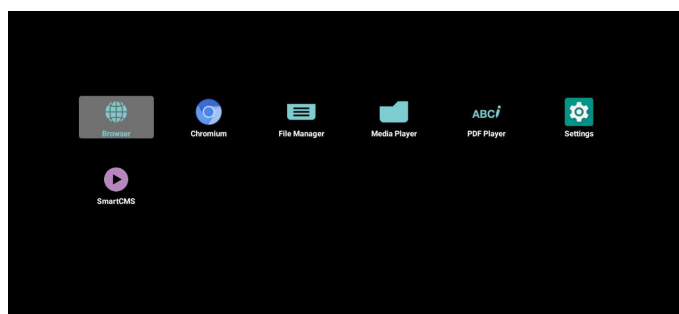 Browser
Chromium
File Manager
Media Player
ABCi
PDF Player
Settings
SmartCMS